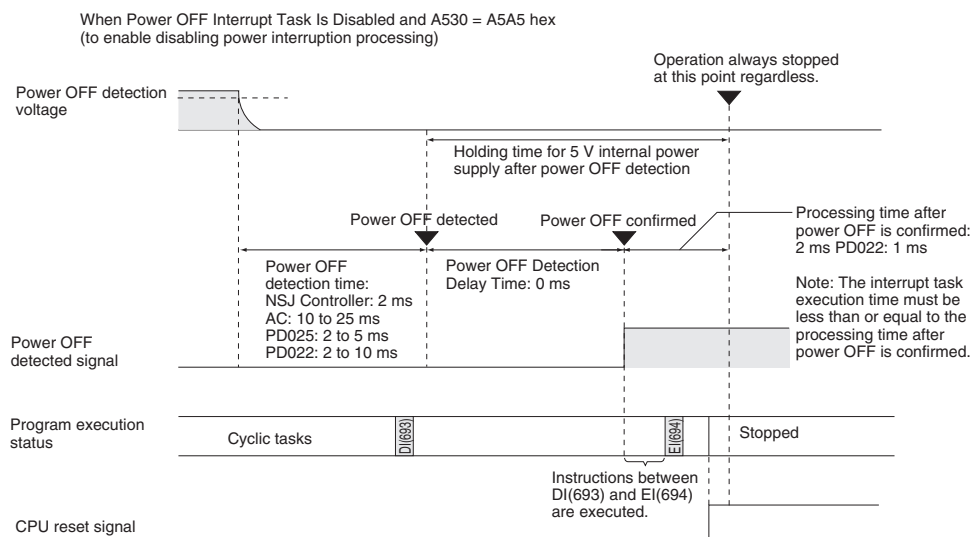 When Power OFF Interrupt Task Is Disabled and A530 = A5A5 hex
(to enable disabling power interruption processing)
Operation always stopped
at this point regardless.
Power OFF detection
voltage
Holding time for 5 V internal power
supply after power OFF detection
Power OFF detected
Power OFF confirmed
Processing time after
power OFF is confirmed:
2 ms PD022: 1 ms
Power OFF
detection time:
NSJ Controller: 2 ms
AC: 10 to 25 ms
PD025: 2 to 5 ms
PD022: 2 to 10 ms
Power OFF Detection
Delay Time: 0 ms
Note: The interrupt task
execution time must be
less than or equal to the
processing time after
power OFF is confirmed.
Power OFF
detected signal
Program execution
status
Cyclic tasks
DI(693)
EI(694)
Stopped
Instructions between
DI(693) and EI(694)
are executed.
CPU reset signal